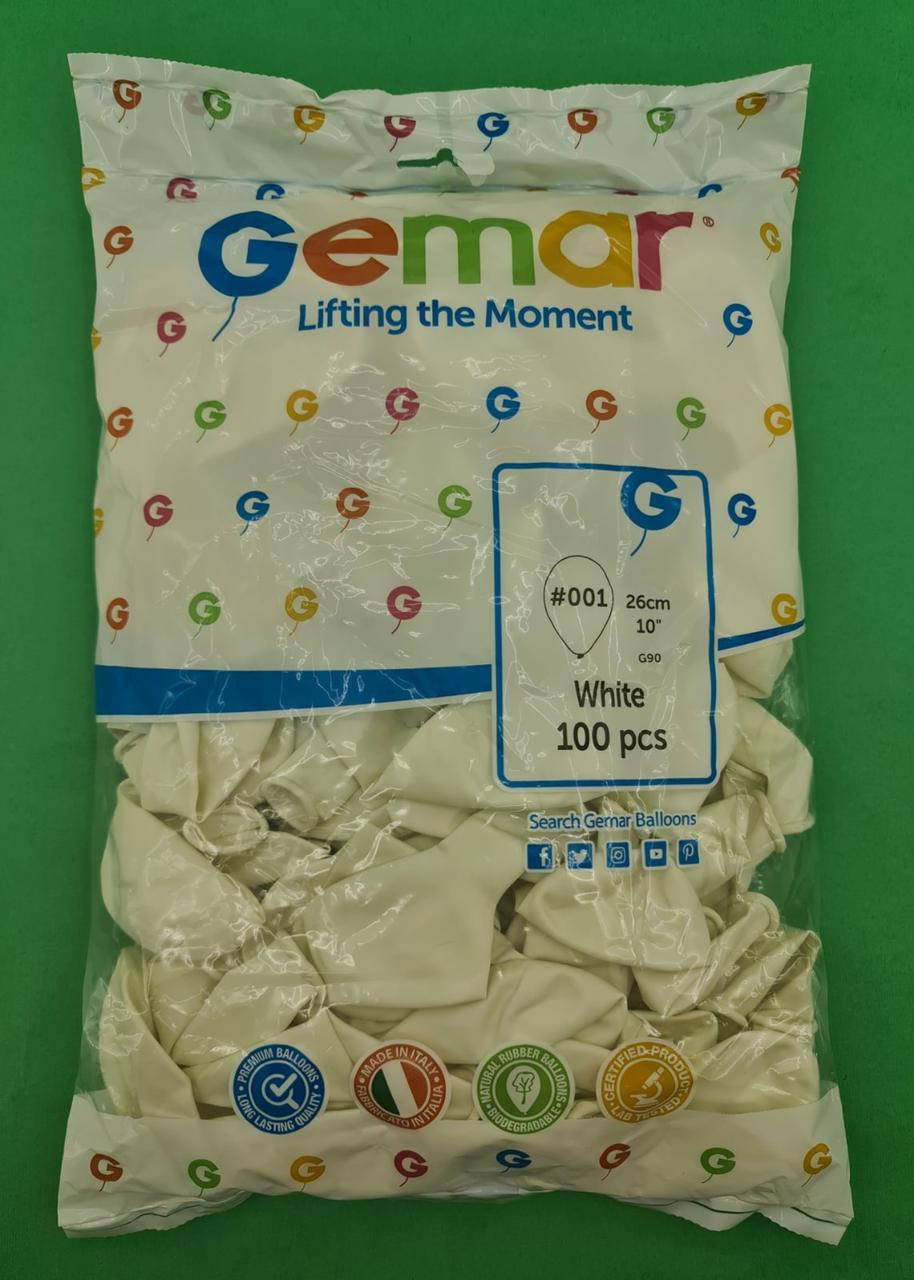 Gemar®
Lifting the Moment
#001
26cm
10"
G90
White
100 pcs
Search Gemar Balloons
PREMIUM BALLOONS • LONG LASTING QUALITY •
MADE IN ITALY • FABBRICATO IN ITALIA •
NATURAL RUBBER BALLOONS • BIODEGRADABLE •
CERTIFIED PRODUCT • LAB TESTED •